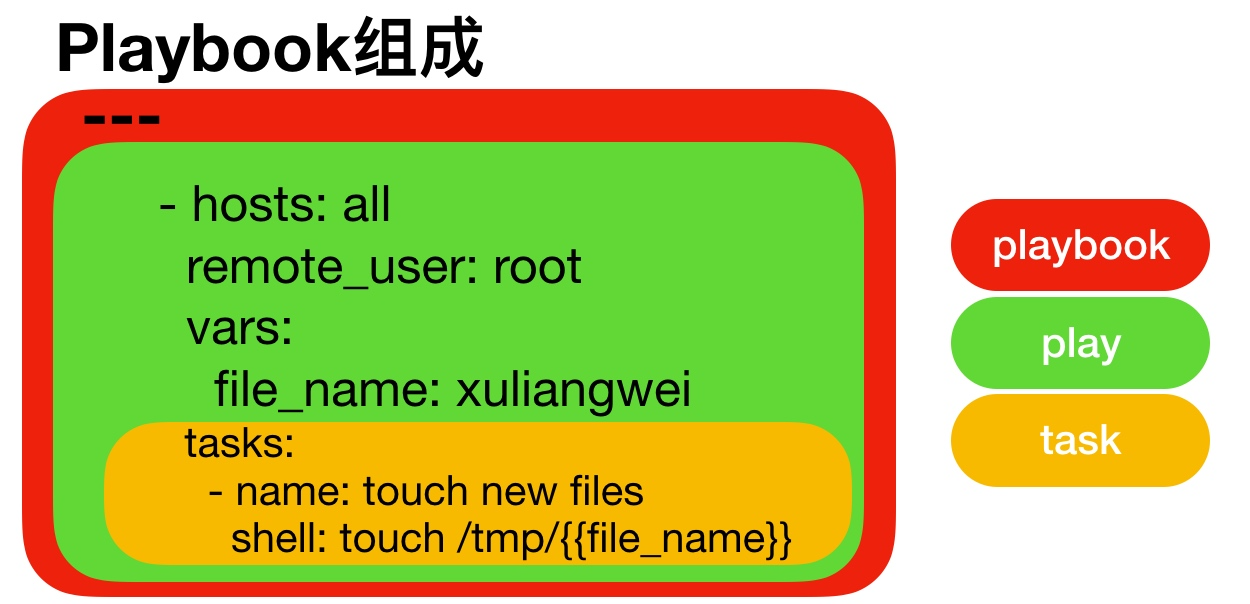 Playbook组成
---
- hosts: all
remote_user: root
vars:
file_name: xuliangwei
tasks:
- name: touch new files
shell: touch /tmp/{{file_name}}
playbook
play
task